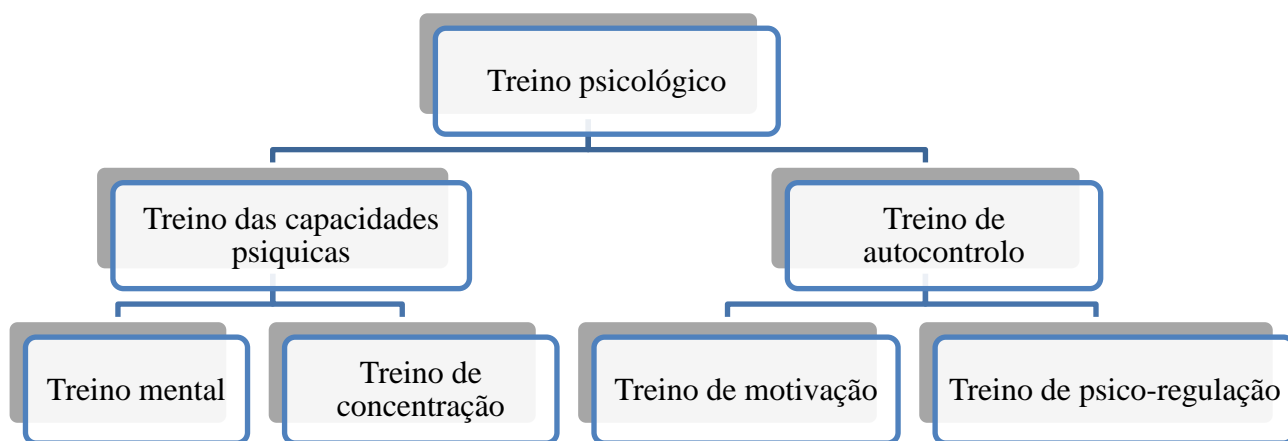 Treino psicológico
Treino das capacidades
psiquicas
Treino de
autocontrolo
Treino mental
Treino de
concentração
Treino de motivação
Treino de psico-regulação